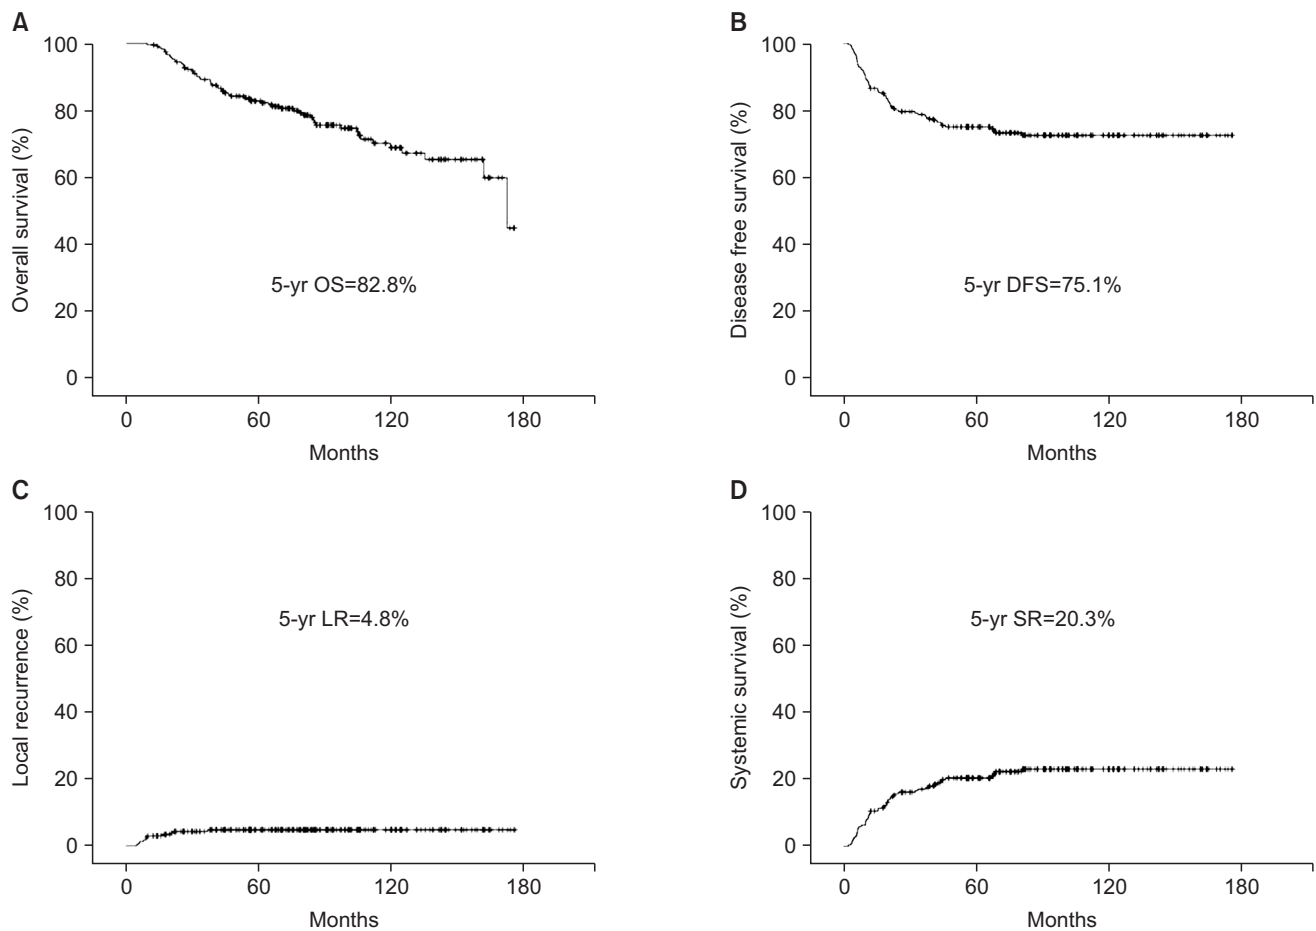 A
100
80
60
40
20
0
Overall survival (%)
5-yr OS=82.8%
0 60 120 180
Months
B
100
80
60
40
20
0
Disease free survival (%)
5-yr DFS=75.1%
0 60 120 180
Months
C
100
80
60
40
20
0
Local recurrence (%)
5-yr LR=4.8%
0 60 120 180
Months
D
100
80
60
40
20
0
Systemic survival (%)
5-yr SR=20.3%
0 60 120 180
Months